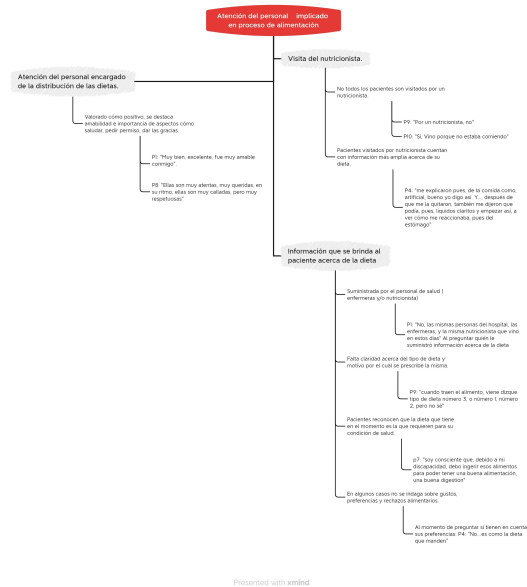 Atención del personal implicado
en proceso de alimentación
Visita del nutricionista.
Atención del personal encargado
de la distribución de las dietas.
No todos los pacientes son visitados por un
nutricionista.
Valorado cómo positivo, se destaca
amabilidad e importancia de aspectos cómo
saludar, pedir permiso, dar las gracias.
P9: "Por un nutricionista, no"
P10: "Sí, Vino porque no estaba comiendo"
Pacientes visitados por nutricionista cuentan
con información más amplia acerca de su
dieta.
P1: "Muy bien, excelente, fue muy amable
conmigo".
P8: "Ellas son muy atentas, muy queridas, en
su ritmo, ellas son muy calladas, pero muy
respetuosas"
P4: "me explicaron pues, de la comida como,
artificial, bueno yo digo así. Y... después de
que me la quitaron, también me dijeron que
podía, pues, líquidos claritos y empezar así, a
ver cómo me reaccionaba, pues del
estómago"
Información que se brinda al
paciente acerca de la dieta
Suministrada por el personal de salud (
enfermeras y/o nutricionista)
P1: "No, las mismas personas del hospital, las
enfermeras, y la misma nutricionista que vino
en estos días" Al preguntar quién le
suministró información acerca de la dieta
Falta claridad acerca del tipo de dieta y
motivo por el cual se prescribe la misma.
P9: "cuando traen el alimento, viene dizque
tipo de dieta número 3, o número 1, número
2, pero no sé"
Pacientes reconocen que la dieta que tiene
en el momento es la que requieren para su
condición de salud.
p7: "soy consciente que, debido a mi
discapacidad, debo ingerir esos alimentos
para poder tener una buena alimentación,
una buena digestión"
En algunos casos no se indaga sobre gustos,
preferencias y rechazos alimentarios.
Al momento de preguntar si tienen en cuenta
sus preferencias: P4: "No...es como la dieta
que manden"
Presented with xmind